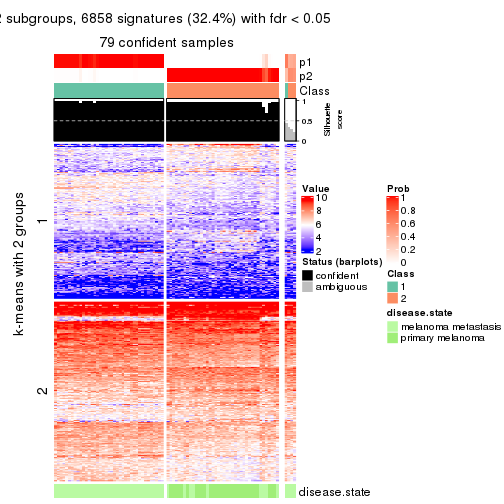 2 subgroups, 6858 signatures (32.4%) with fdr < 0.05
79 confident samples
p1
p2
Class
1
0.5
0
Silhouette
score
k-means with 2 groups
1
2
Value
10
8
6
4
2
Status (barplots)
confident
ambiguous
Prob
1
0.8
0.6
0.4
0.2
0
Class
1
2
disease.state
melanoma metastasis
primary melanoma
disease.state